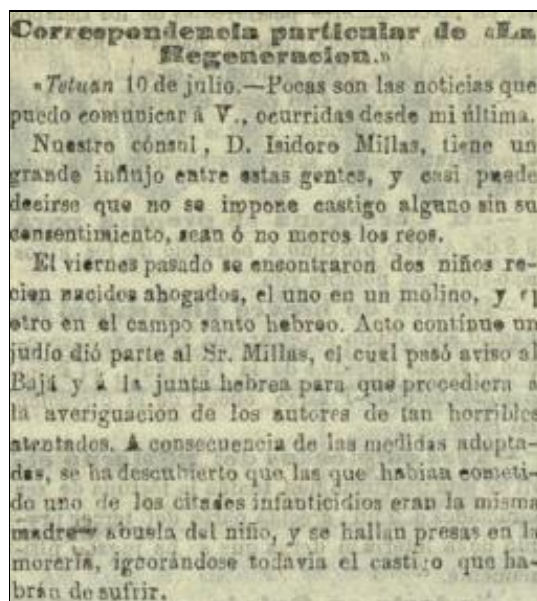 Correspondencia particular de «La
Regeneracion.»
«Tetuan 10 de julio.—Pocas son las noticias que
puedo comunicar á V., ocurridas desde mi última.
Nuestro cónsul, D. Isidoro Millas, tiene un
grande influjo entre estas gentes, y casi puede
decirse que no se impone castigo alguno sin su
consentimiento, sean ó no moros los reos.
El viernes pasado se encontraron dos niños re-
cien nacidos ahogados, el uno en un molino, y el
otro en el campo santo hebreo. Acto contínuo un
judío dió parte al Sr. Millas, el cual pasó aviso al
Bajá y á la junta hebrea para que procediera a
la averiguacion de los autores de tan horribles
atentados. A consecuencia de las medidas adopta-
das, se ha descubierto que las que habian cometi-
do uno de los citados infanticidios eran la misma
madre y abuela del niño, y se hallan presas en la
morería, ignorándose todavía el castigo que ha-
brán de sufrir.